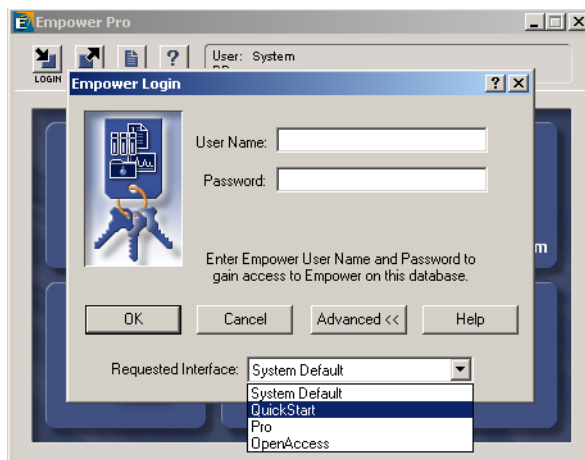 Empower Pro
User: System
LOGIN
Empower Login
User Name:
Password:
Enter Empower User Name and Password to
gain access to Empower on this database.
OK
Cancel
Advanced <<
Help
Requested Interface:
System Default
System Default
QuickStart
Pro
OpenAccess